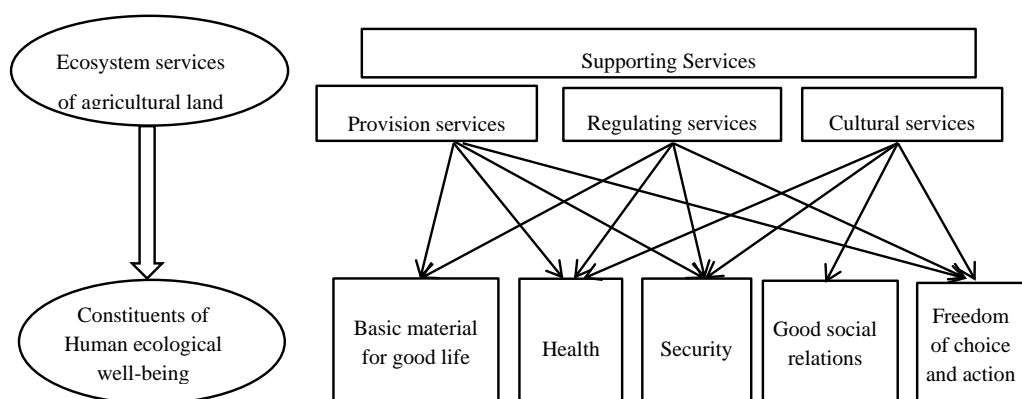 Ecosystem services
of agricultural land
Supporting Services
Provision services
Regulating services
Cultural services
Constituents of
Human ecological
well-being
Basic material
for good life
Health
Security
Good social
relations
Freedom
of choice
and action